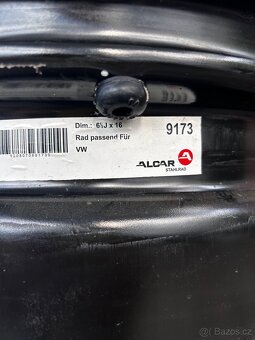 Dim.: 6½J x 16
9173
Rad passend Für
VW
ALCAR
STAHLRAD
© Bazos.cz